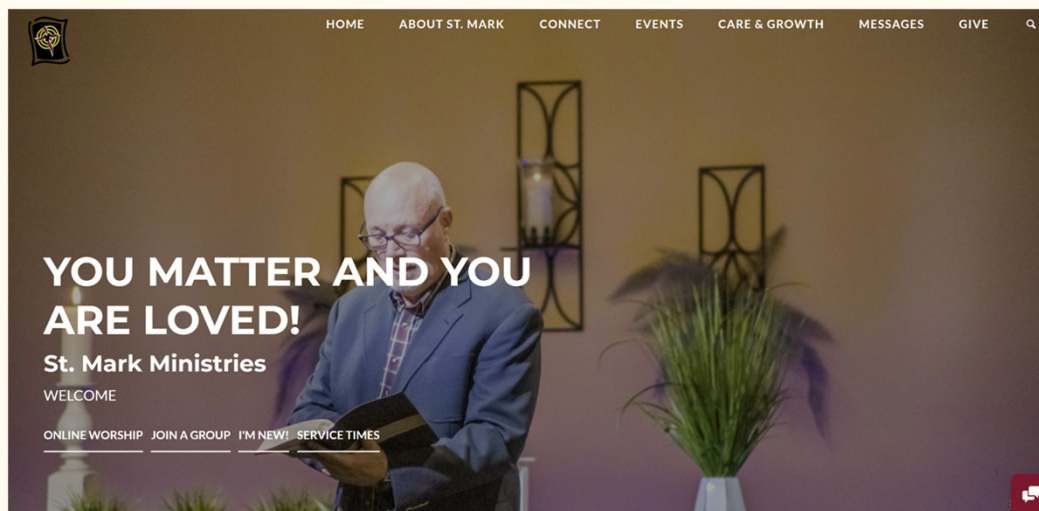 HOME
ABOUT ST. MARK
CONNECT
EVENTS
CARE & GROWTH
MESSAGES
GIVE
YOU MATTER AND YOU
ARE LOVED!
St. Mark Ministries
WELCOME
ONLINE WORSHIP
JOIN A GROUP
I'M NEW!
SERVICE TIMES